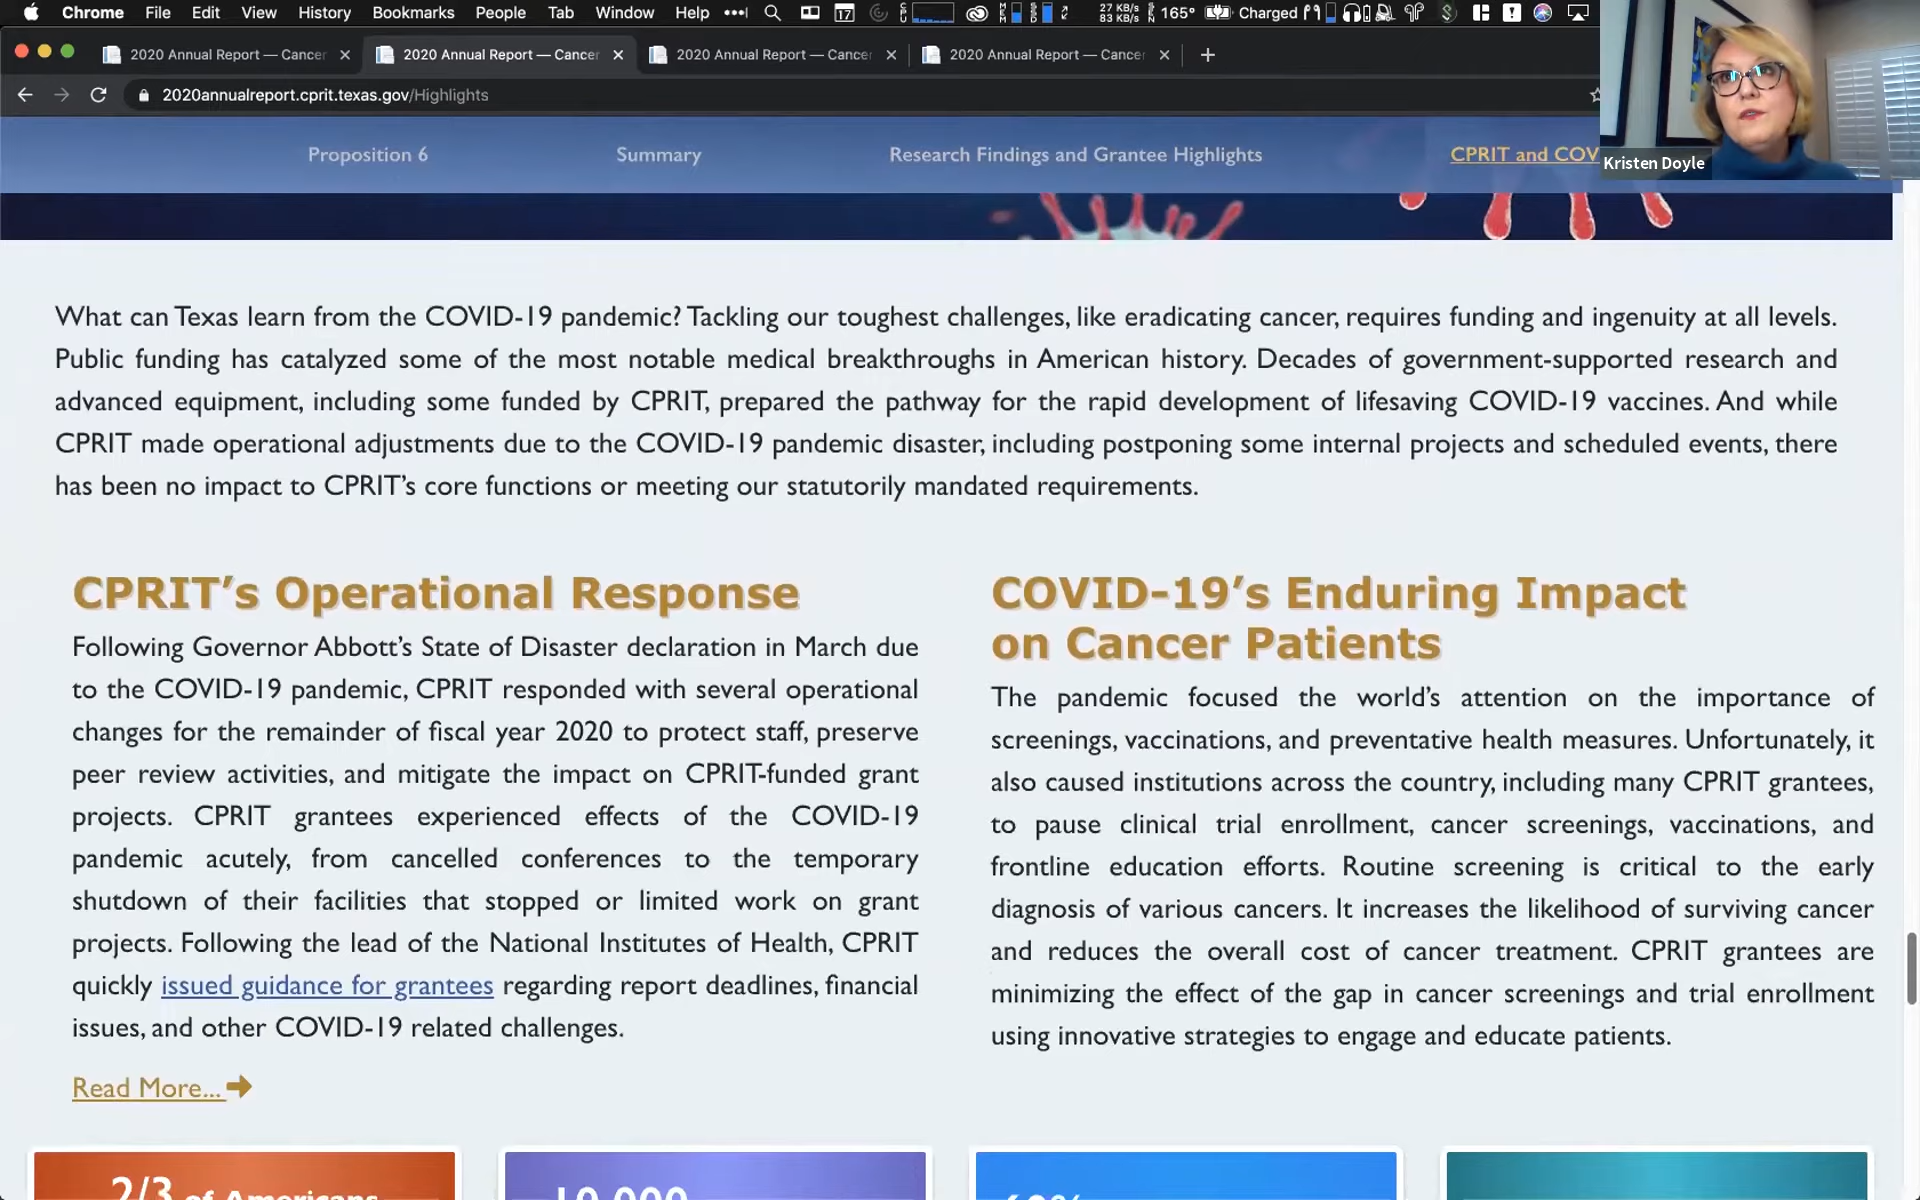 Chrome File Edit View History Bookmarks People Tab Window Help 17 27 KB/s 83 KB/s 165° Charged
2020 Annual Report — Cancer 2020 Annual Report — Cancer 2020 Annual Report — Cancer 2020 Annual Report — Cancer
2020annualreport.cprit.texas.gov/Highlights
Proposition 6 Summary Research Findings and Grantee Highlights CPRIT and COV
Kristen Doyle
What can Texas learn from the COVID-19 pandemic? Tackling our toughest challenges, like eradicating cancer, requires funding and ingenuity at all levels.
Public funding has catalyzed some of the most notable medical breakthroughs in American history. Decades of government-supported research and
advanced equipment, including some funded by CPRIT, prepared the pathway for the rapid development of lifesaving COVID-19 vaccines. And while
CPRIT made operational adjustments due to the COVID-19 pandemic disaster, including postponing some internal projects and scheduled events, there
has been no impact to CPRIT’s core functions or meeting our statutorily mandated requirements.
CPRIT’s Operational Response
Following Governor Abbott’s State of Disaster declaration in March due
to the COVID-19 pandemic, CPRIT responded with several operational
changes for the remainder of fiscal year 2020 to protect staff, preserve
peer review activities, and mitigate the impact on CPRIT-funded grant
projects. CPRIT grantees experienced effects of the COVID-19
pandemic acutely, from cancelled conferences to the temporary
shutdown of their facilities that stopped or limited work on grant
projects. Following the lead of the National Institutes of Health, CPRIT
quickly issued guidance for grantees regarding report deadlines, financial
issues, and other COVID-19 related challenges.
Read More...
COVID-19’s Enduring Impact
on Cancer Patients
The pandemic focused the world’s attention on the importance of
screenings, vaccinations, and preventative health measures. Unfortunately, it
also caused institutions across the country, including many CPRIT grantees,
to pause clinical trial enrollment, cancer screenings, vaccinations, and
frontline education efforts. Routine screening is critical to the early
diagnosis of various cancers. It increases the likelihood of surviving cancer
and reduces the overall cost of cancer treatment. CPRIT grantees are
minimizing the effect of the gap in cancer screenings and trial enrollment
using innovative strategies to engage and educate patients.
2/3 of Americans
10,000